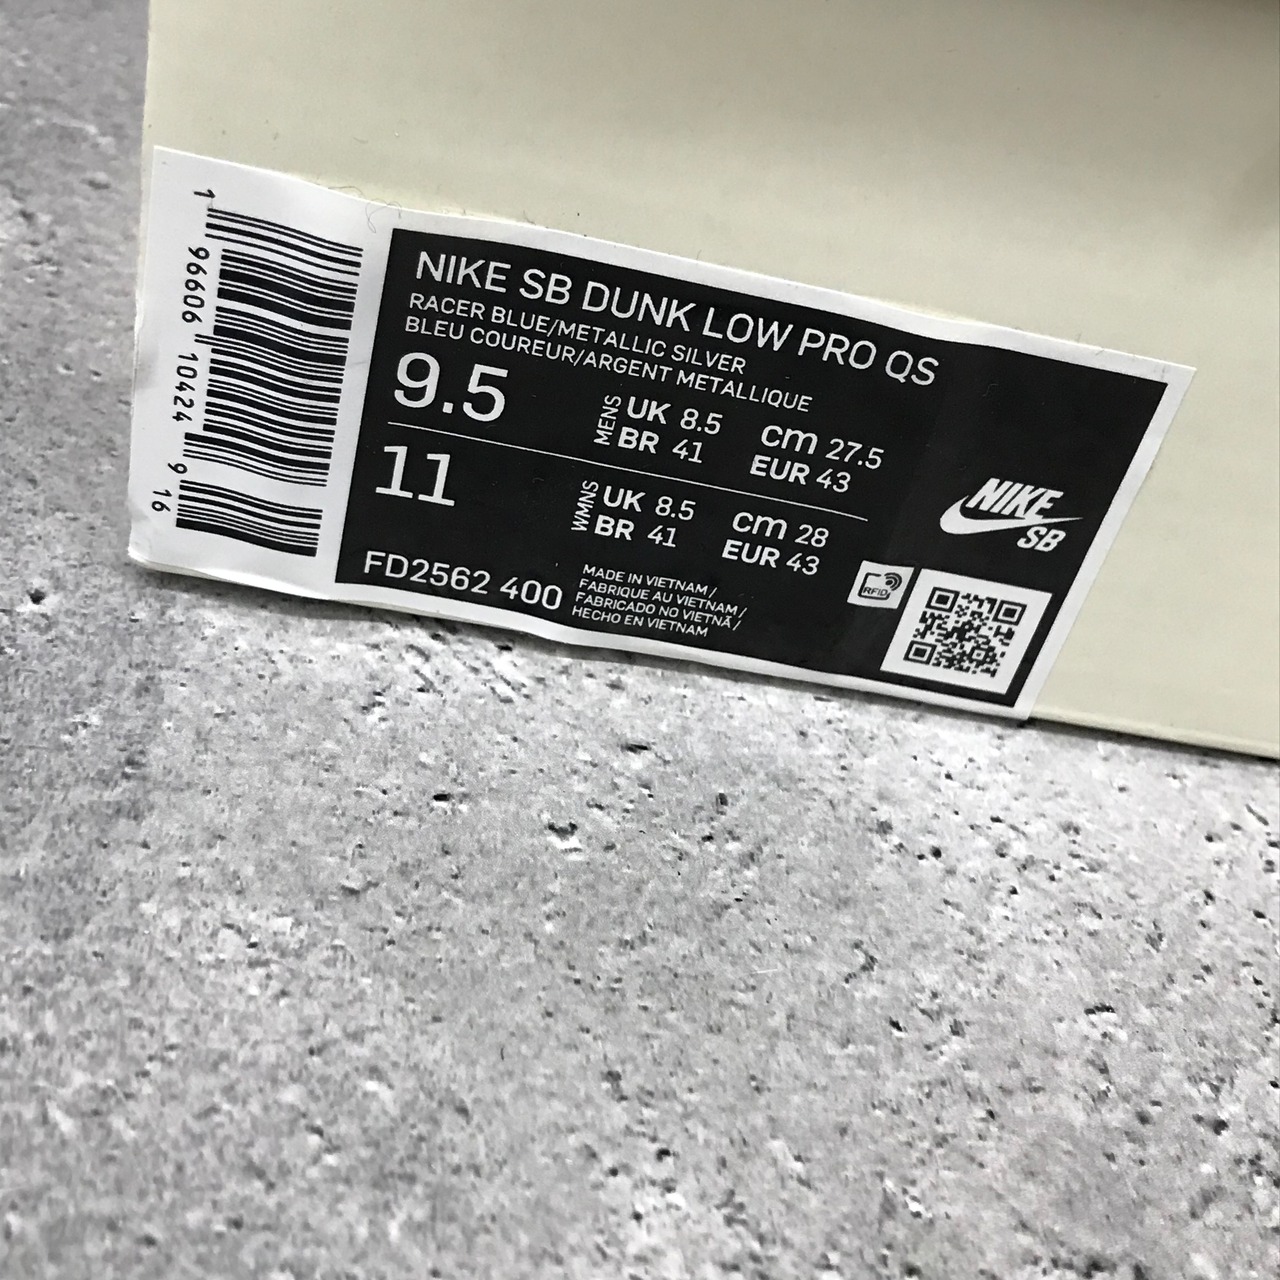 1 96606 10424 9 16
NIKE SB DUNK LOW PRO QS
RACER BLUE/METALLIC SILVER
BLEU COUREUR/ARGENT METALLIQUE
9.5
MENS
UK 8.5 cm 27.5
BR 41 EUR 43
11
WMNS
UK 8.5 cm 28
BR 41 EUR 43
FD2562 400
MADE IN VIETNAM /
FABRIQUE AU VIETNAM /
FABRICADO NO VIETNÃ /
HECHO EN VIETNAM
RFID
NIKE
SB